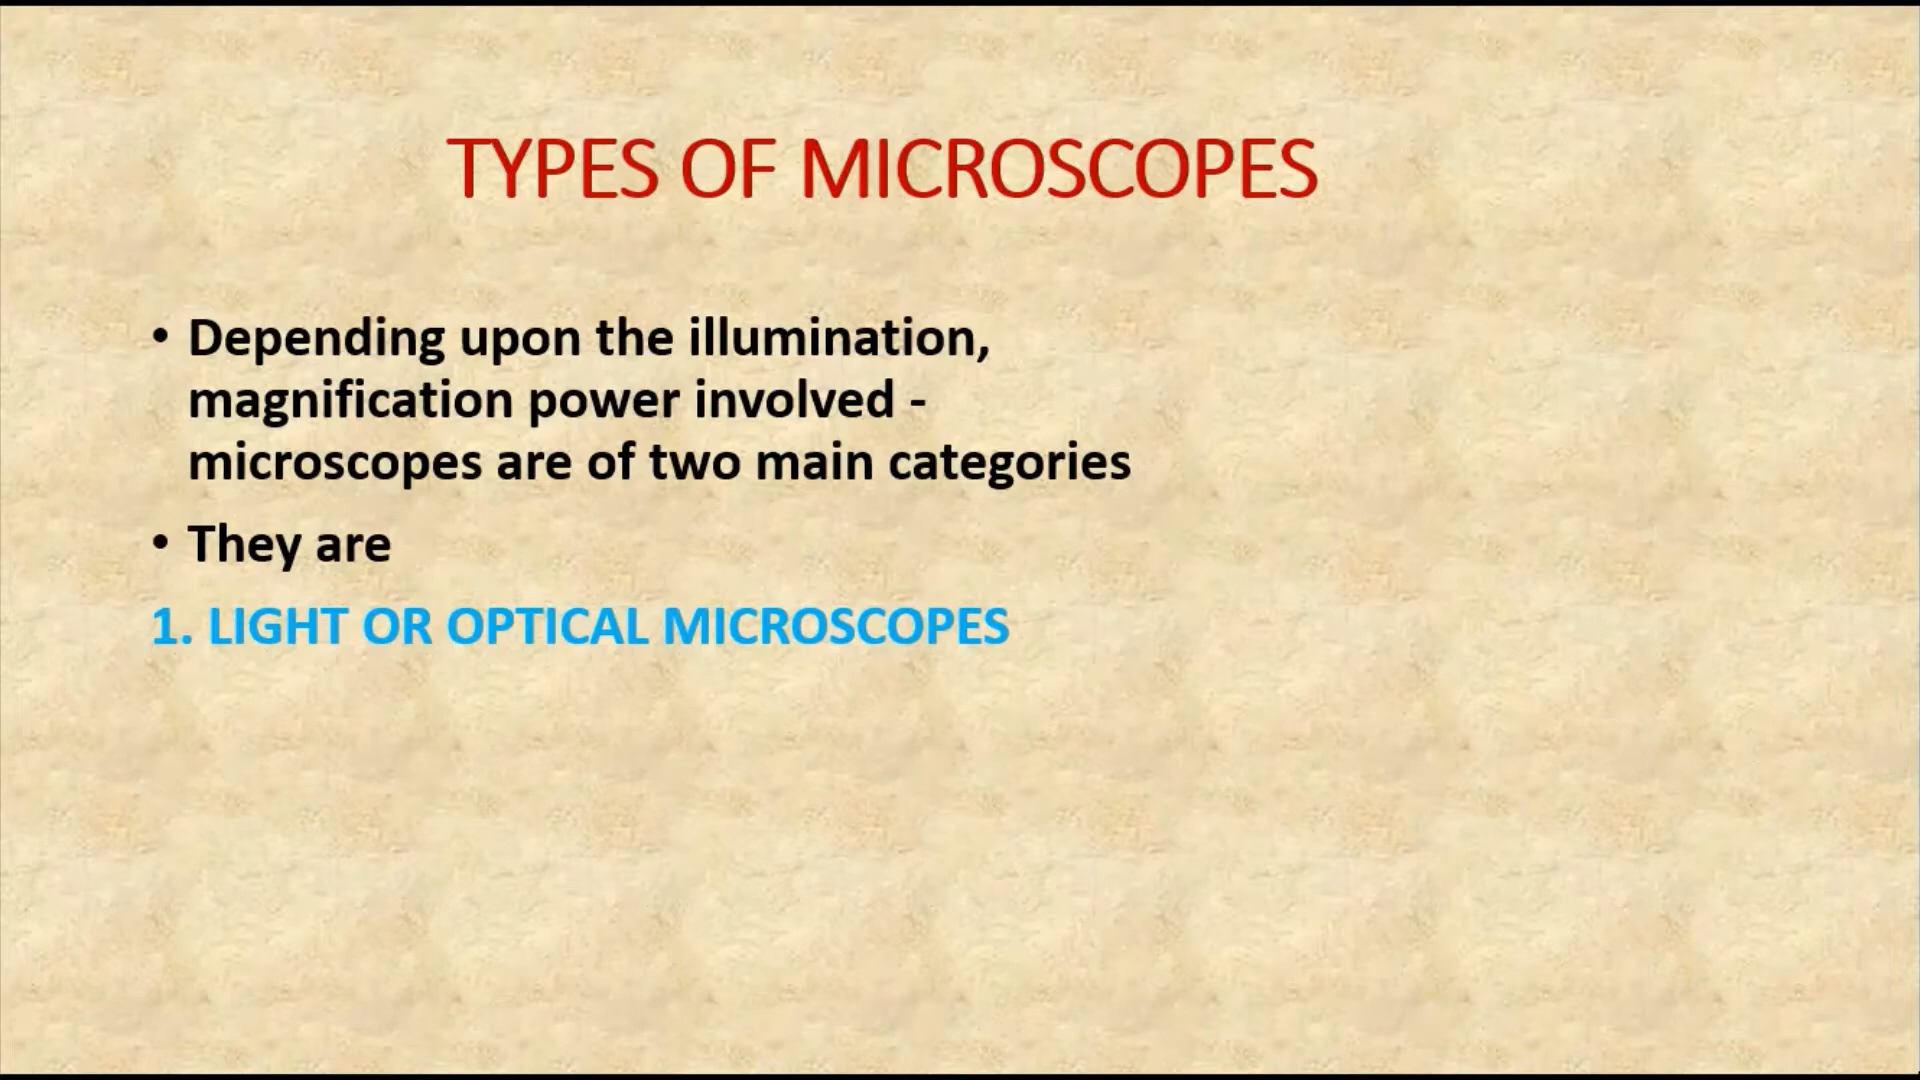 TYPES OF MICROSCOPES
• Depending upon the illumination,
magnification power involved -
microscopes are of two main categories
• They are
1. LIGHT OR OPTICAL MICROSCOPES